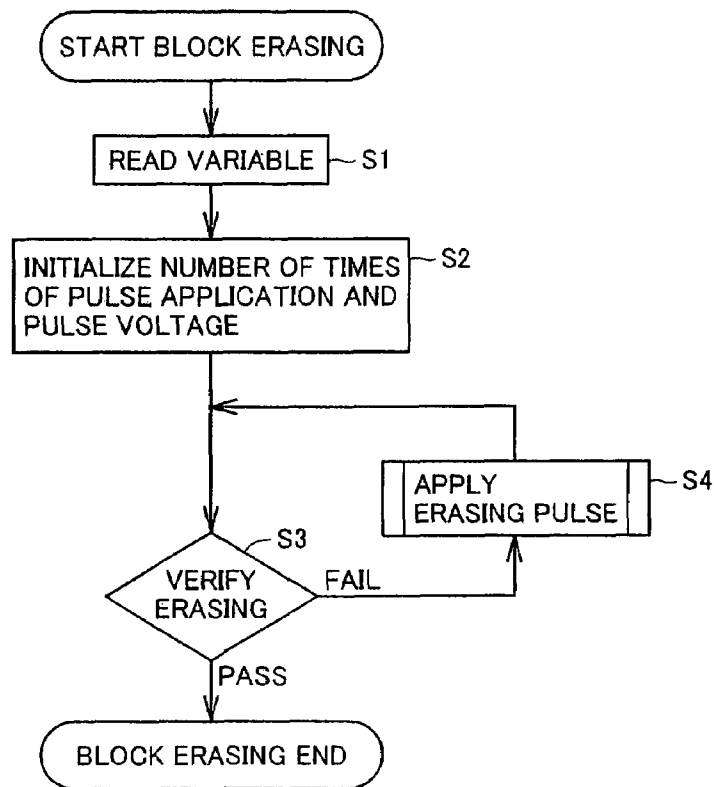 START BLOCK ERASING
READ VARIABLE
S1
INITIALIZE NUMBER OF TIMES
OF PULSE APPLICATION AND
PULSE VOLTAGE
S2
APPLY
ERASING PULSE
S4
S3
VERIFY
ERASING
FAIL
PASS
BLOCK ERASING END